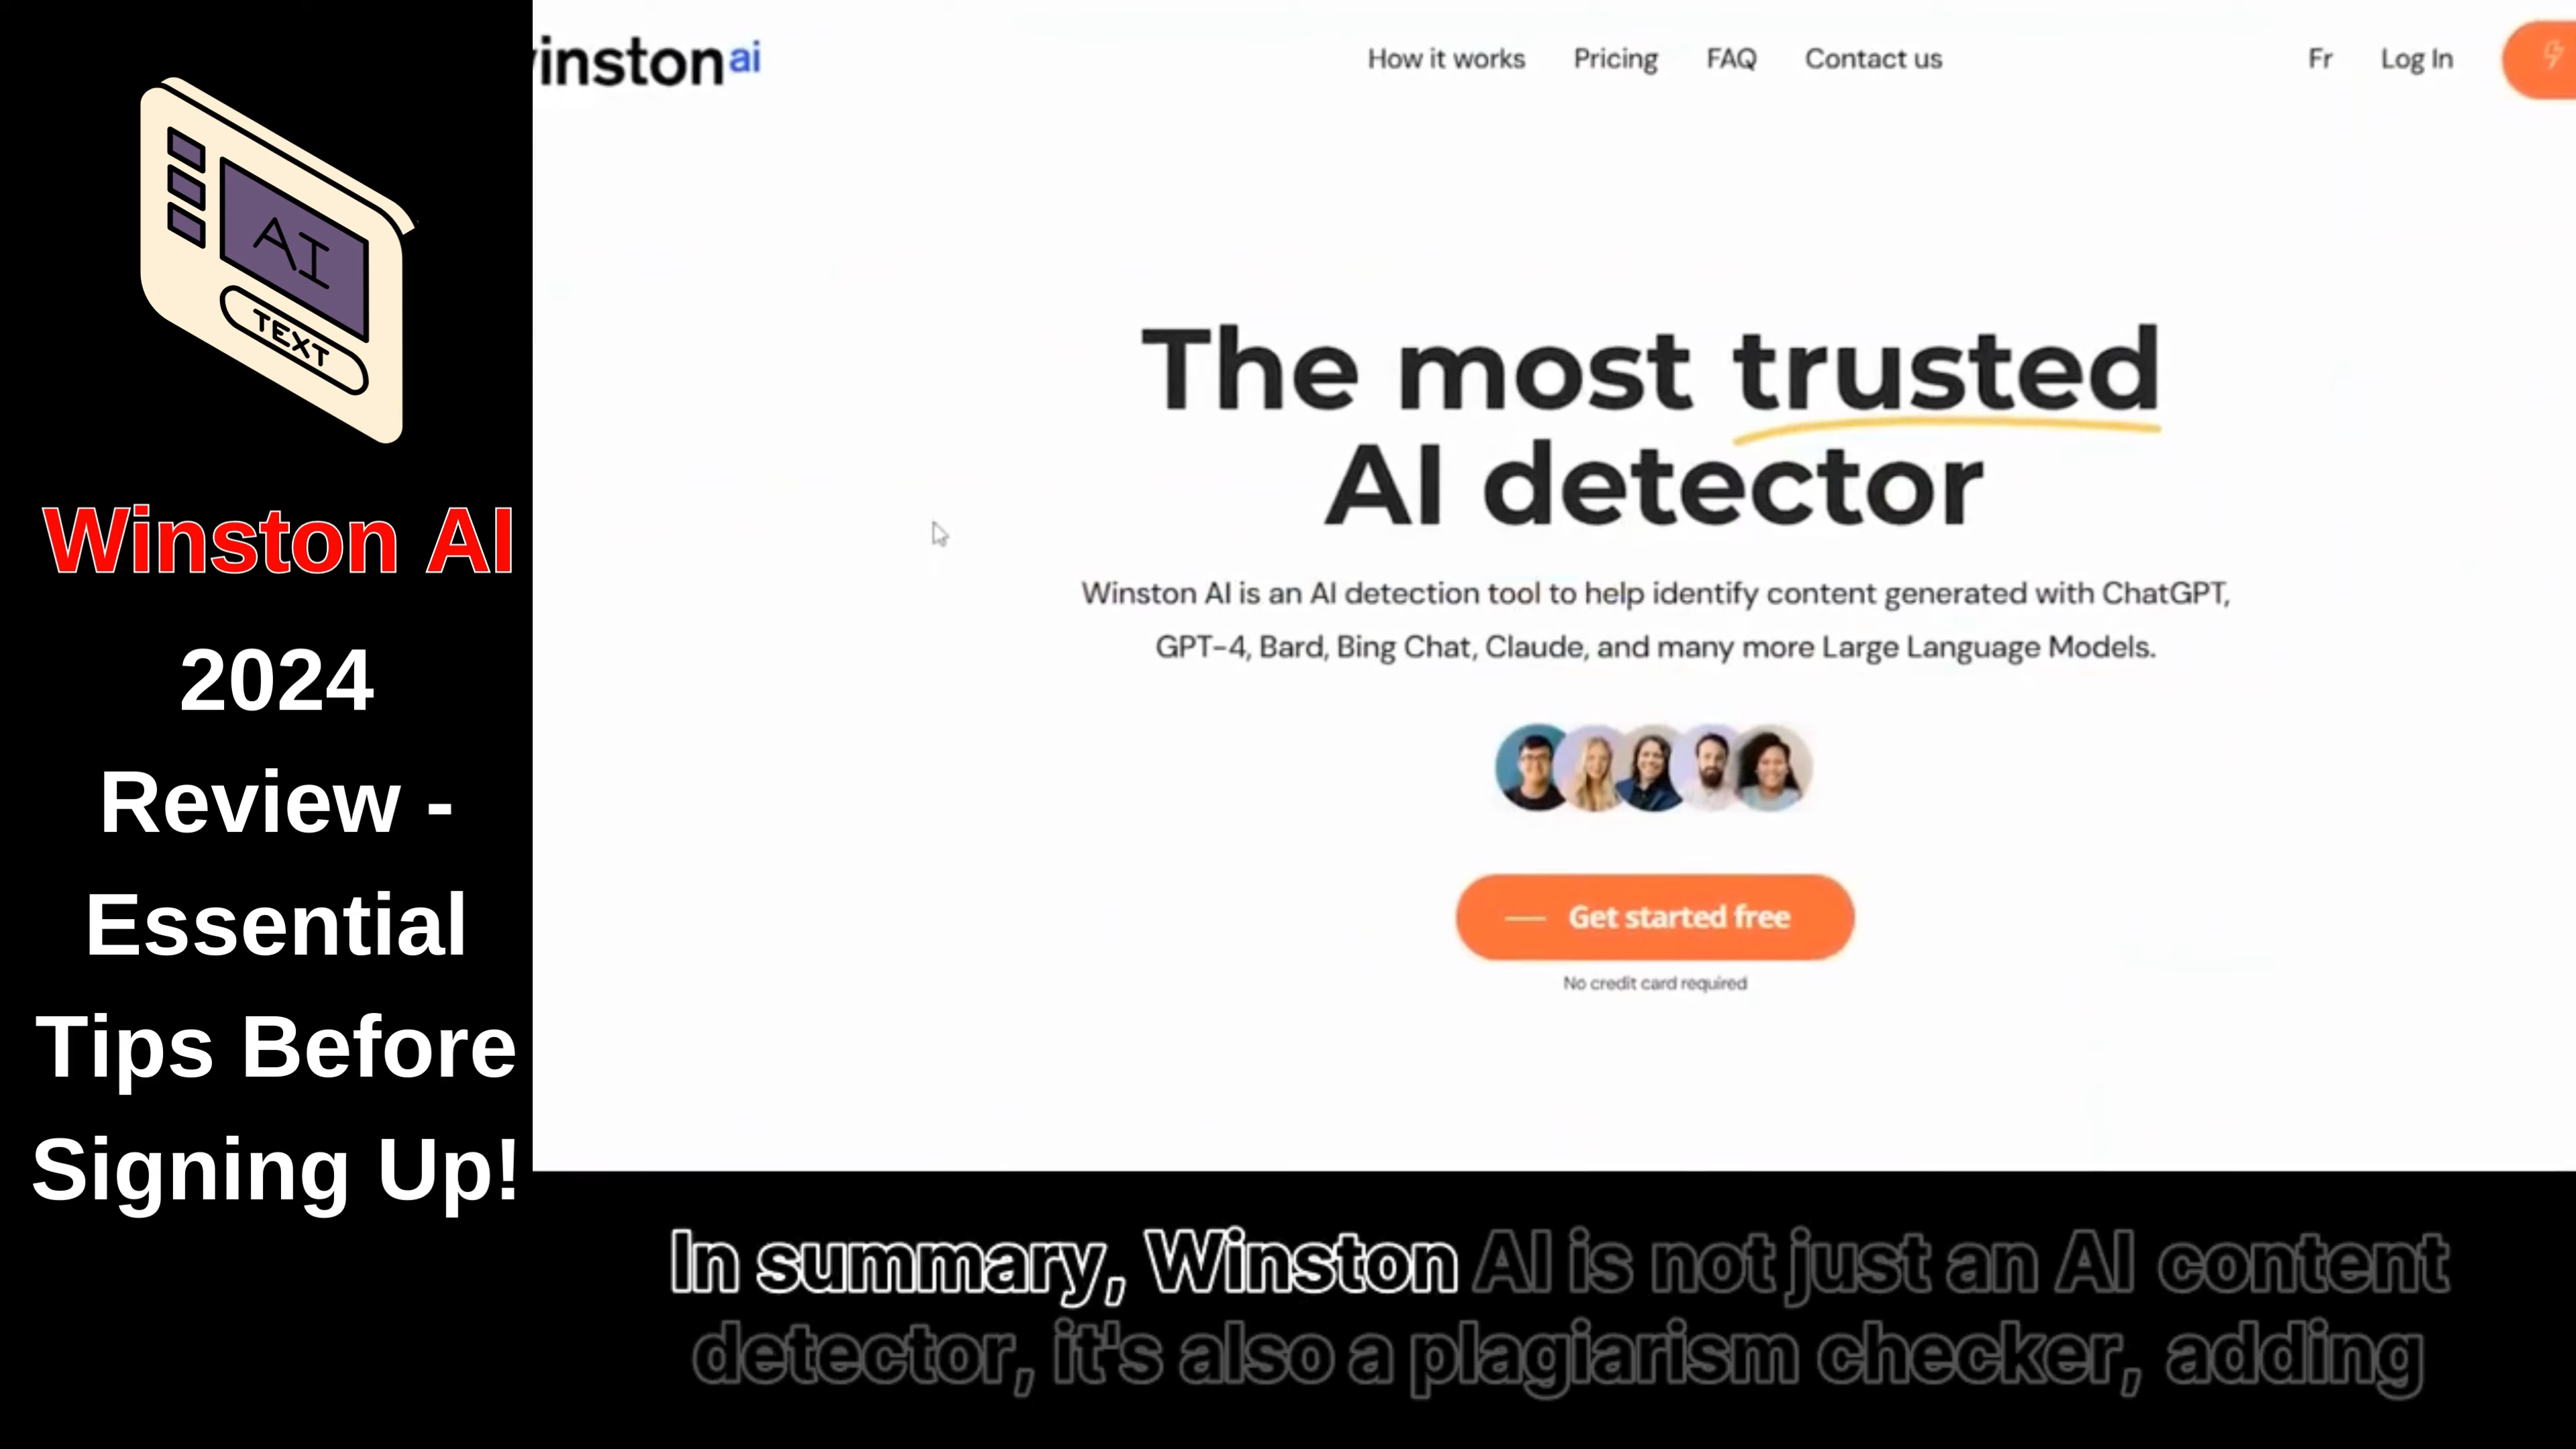 AI
TEXT
Winston AI
2024
Review -
Essential
Tips Before
Signing Up!
instonai
How it works Pricing FAQ Contact us Fr Log In
The most trusted
AI detector
Winston AI is an AI detection tool to help identify content generated with ChatGPT,
GPT-4, Bard, Bing Chat, Claude, and many more Large Language Models.
Get started free
No credit card required
In summary, Winston AI is not just an AI content
detector, it's also a plagiarism checker, adding